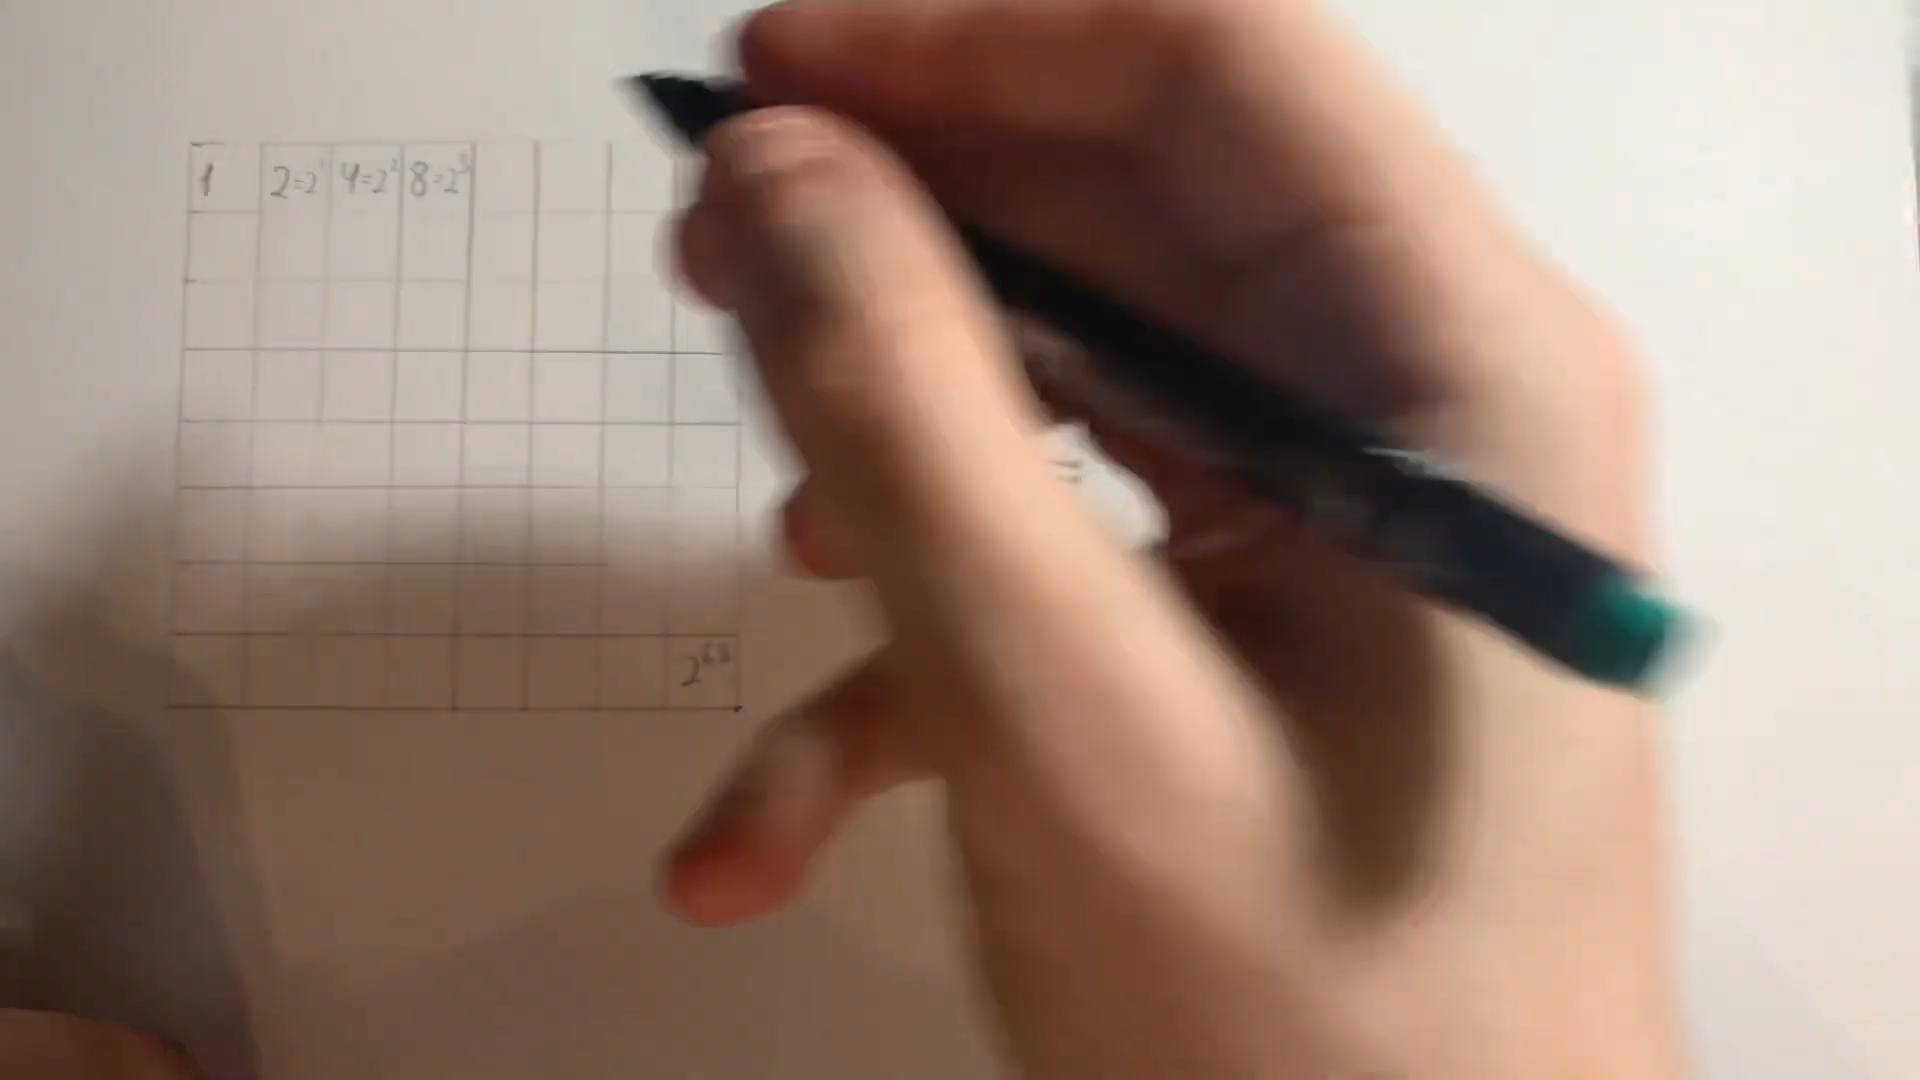 1 2=2¹ 4=2² 8=2³
=
2⁶³